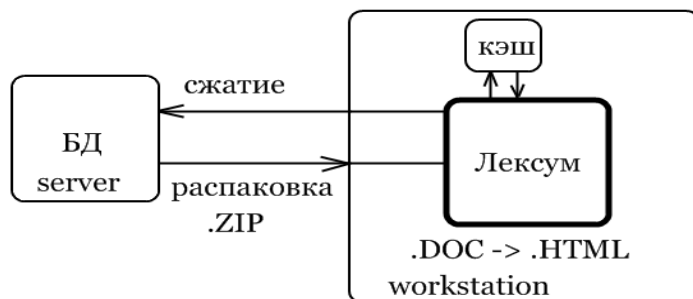 кэш
сжатие
БД
server
Лексум
распаковка
.ZIP
.DOC -> .HTML
workstation